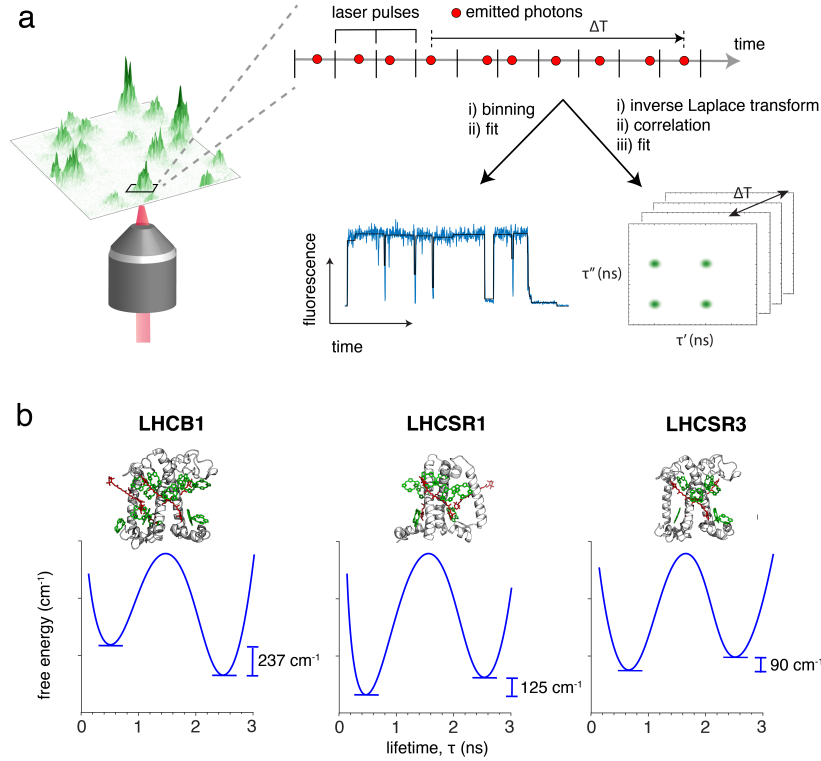 a
laser pulses
emitted photons
ΔT
time
i) binning
ii) fit
i) inverse Laplace transform
ii) correlation
iii) fit
fluorescence
time
ΔT
τ″(ns)
τ′(ns)
b
LHCB1
LHCSR1
LHCSR3
free energy (cm⁻¹)
237 cm⁻¹
125 cm⁻¹
90 cm⁻¹
0 1 2 3
0 1 2 3
0 1 2 3
lifetime, τ (ns)